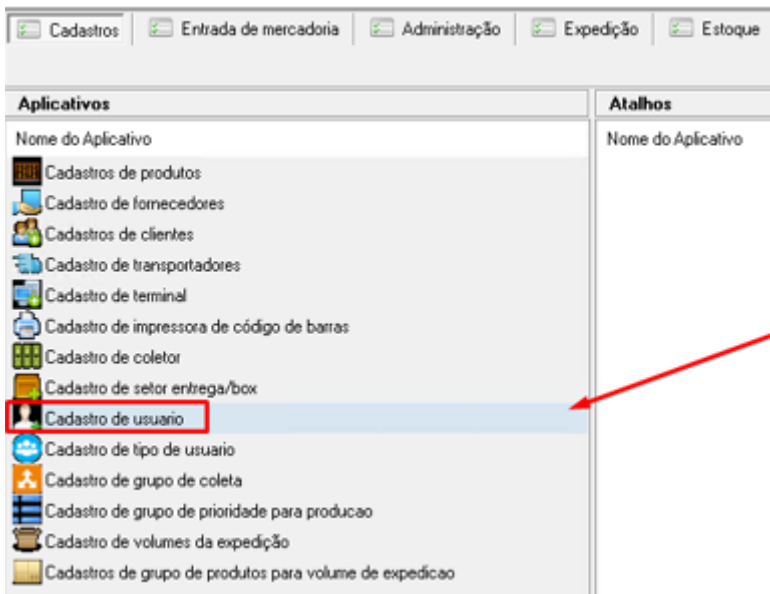 Cadastros Entrada de mercadoria Administração Expedição Estoque
Aplicativos
Nome do Aplicativo
Cadastros de produtos
Cadastro de fornecedores
Cadastros de clientes
Cadastro de transportadores
Cadastro de terminal
Cadastro de impressora de código de barras
Cadastro de coletor
Cadastro de setor entrega/box
Cadastro de usuario
Cadastro de tipo de usuario
Cadastro de grupo de coleta
Cadastro de grupo de prioridade para producao
Cadastro de volumes da expedição
Cadastros de grupo de produtos para volume de expedicao
Atalhos
Nome do Aplicativo